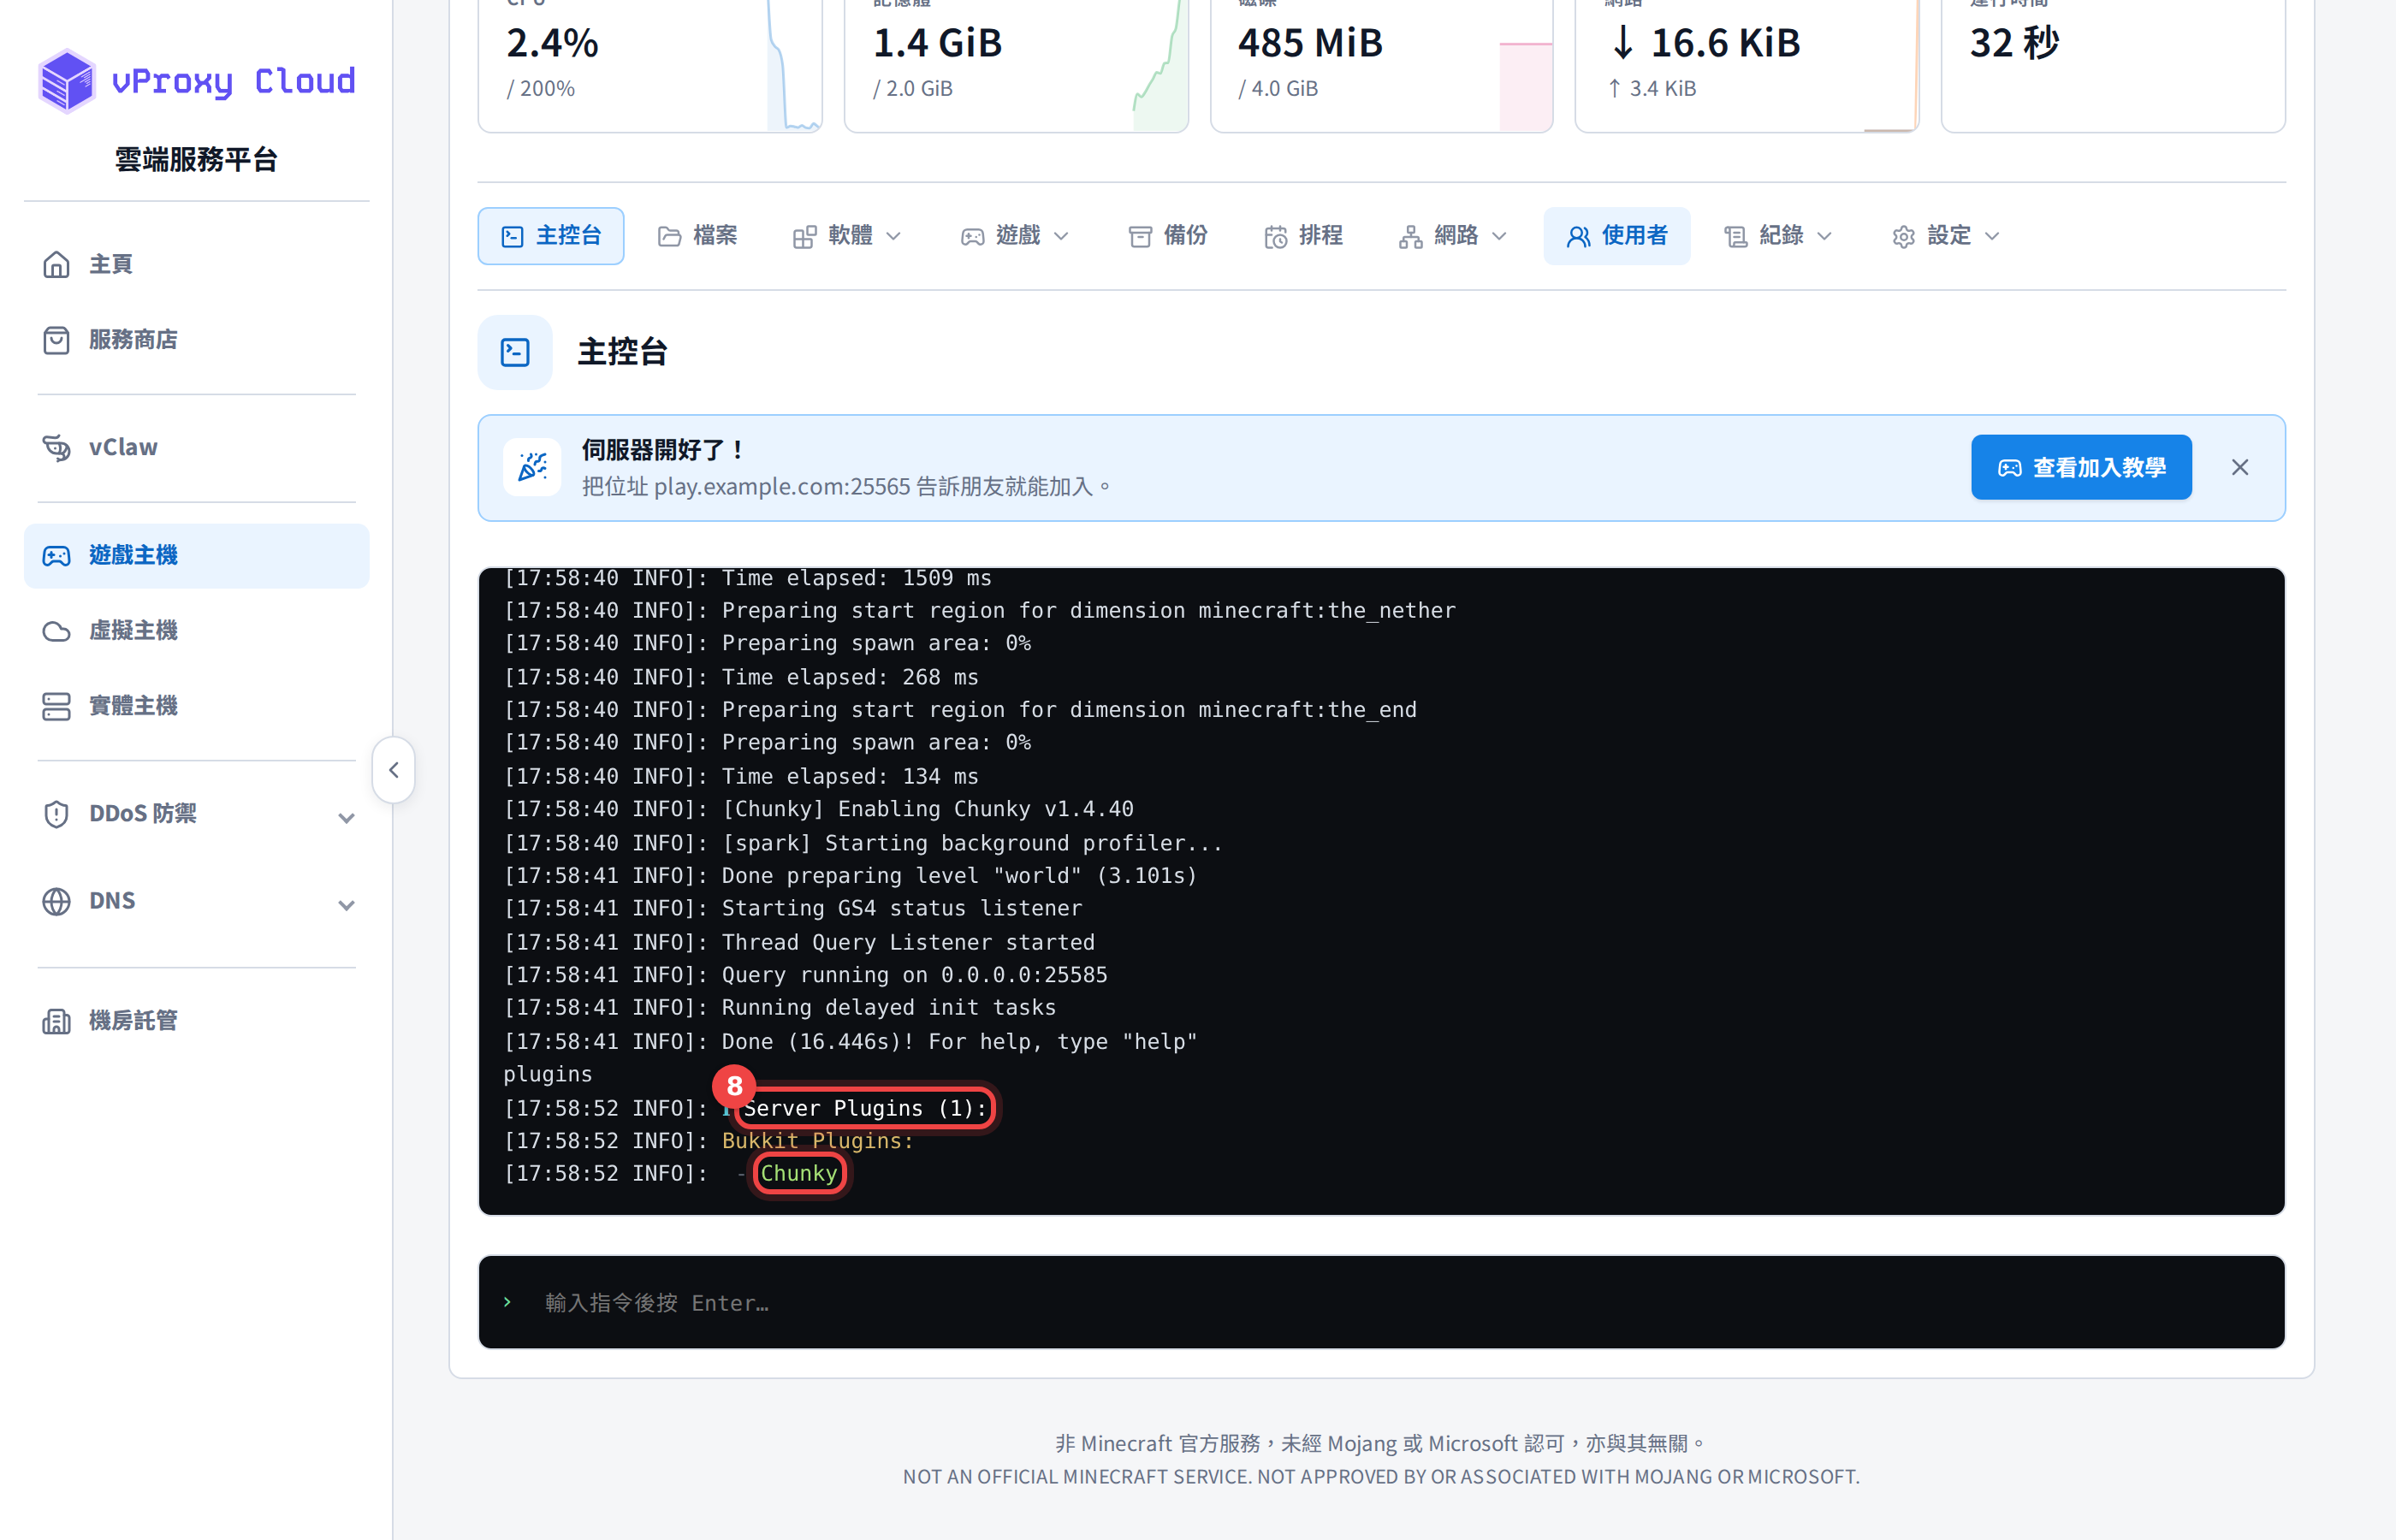 vProxy Cloud
雲端服務平台
主頁
服務商店
vClaw
遊戲主機
虛擬主機
實體主機
DDoS 防禦
DNS
機房託管
2.4%
/ 200%
1.4 GiB
/ 2.0 GiB
485 MiB
/ 4.0 GiB
↓ 16.6 KiB
↑ 3.4 KiB
32 秒
主控台
檔案
軟體
遊戲
備份
排程
網路
使用者
紀錄
設定
主控台
伺服器開好了！
把位址 play.example.com:25565 告訴朋友就能加入。
查看加入教學
[17:58:40 INFO]: Time elapsed: 1509 ms
[17:58:40 INFO]: Preparing start region for dimension minecraft:the_nether
[17:58:40 INFO]: Preparing spawn area: 0%
[17:58:40 INFO]: Time elapsed: 268 ms
[17:58:40 INFO]: Preparing start region for dimension minecraft:the_end
[17:58:40 INFO]: Preparing spawn area: 0%
[17:58:40 INFO]: Time elapsed: 134 ms
[17:58:40 INFO]: [Chunky] Enabling Chunky v1.4.40
[17:58:40 INFO]: [spark] Starting background profiler...
[17:58:41 INFO]: Done preparing level "world" (3.101s)
[17:58:41 INFO]: Starting GS4 status listener
[17:58:41 INFO]: Thread Query Listener started
[17:58:41 INFO]: Query running on 0.0.0.0:25585
[17:58:41 INFO]: Running delayed init tasks
[17:58:41 INFO]: Done (16.446s)! For help, type "help"
plugins
8
[17:58:52 INFO]: Server Plugins (1):
[17:58:52 INFO]: Bukkit Plugins:
[17:58:52 INFO]: - Chunky
› 輸入指令後按 Enter…
非 Minecraft 官方服務，未經 Mojang 或 Microsoft 認可，亦與其無關。
NOT AN OFFICIAL MINECRAFT SERVICE. NOT APPROVED BY OR ASSOCIATED WITH MOJANG OR MICROSOFT.